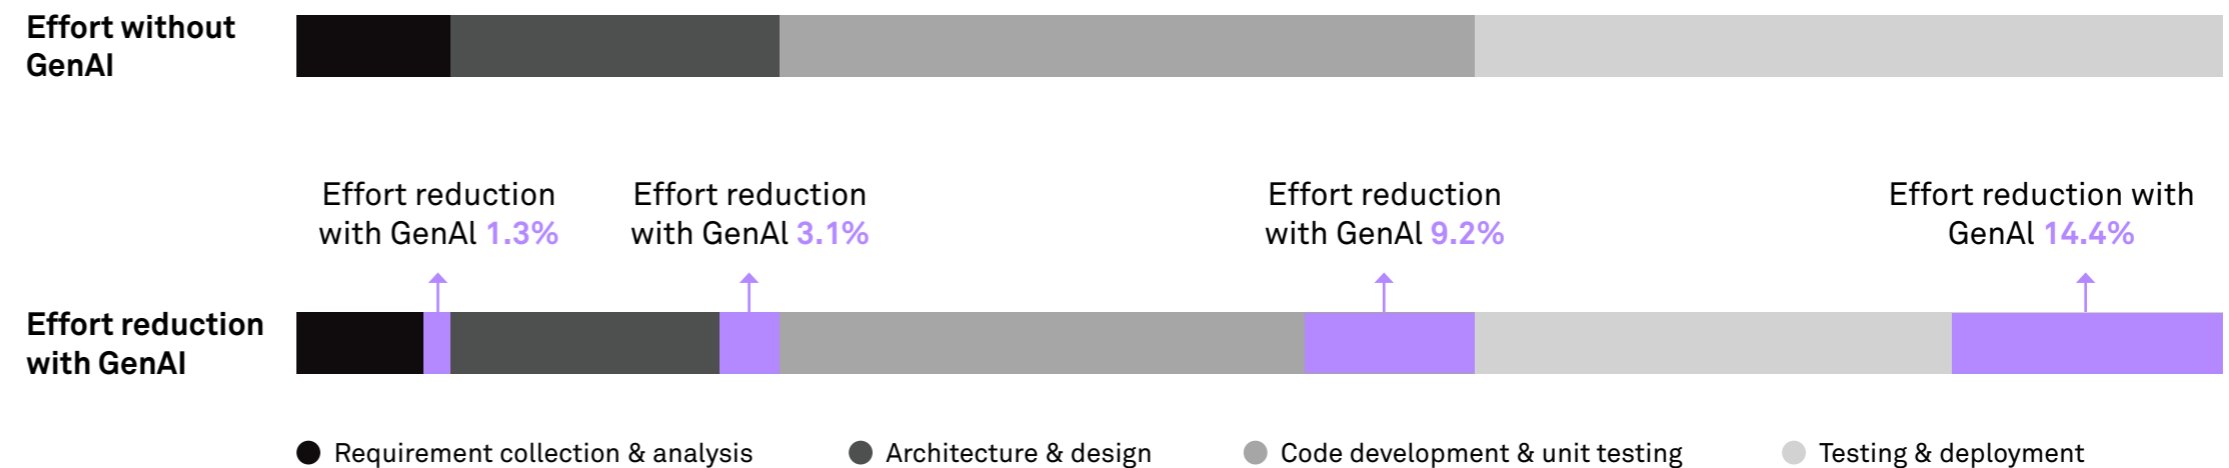 Effort without
GenAI
Effort reduction
with GenAI 1.3%
Effort reduction
with GenAI 3.1%
Effort reduction
with GenAI 9.2%
Effort reduction with
GenAI 14.4%
Effort reduction
with GenAI
Requirement collection & analysis
Architecture & design
Code development & unit testing
Testing & deployment